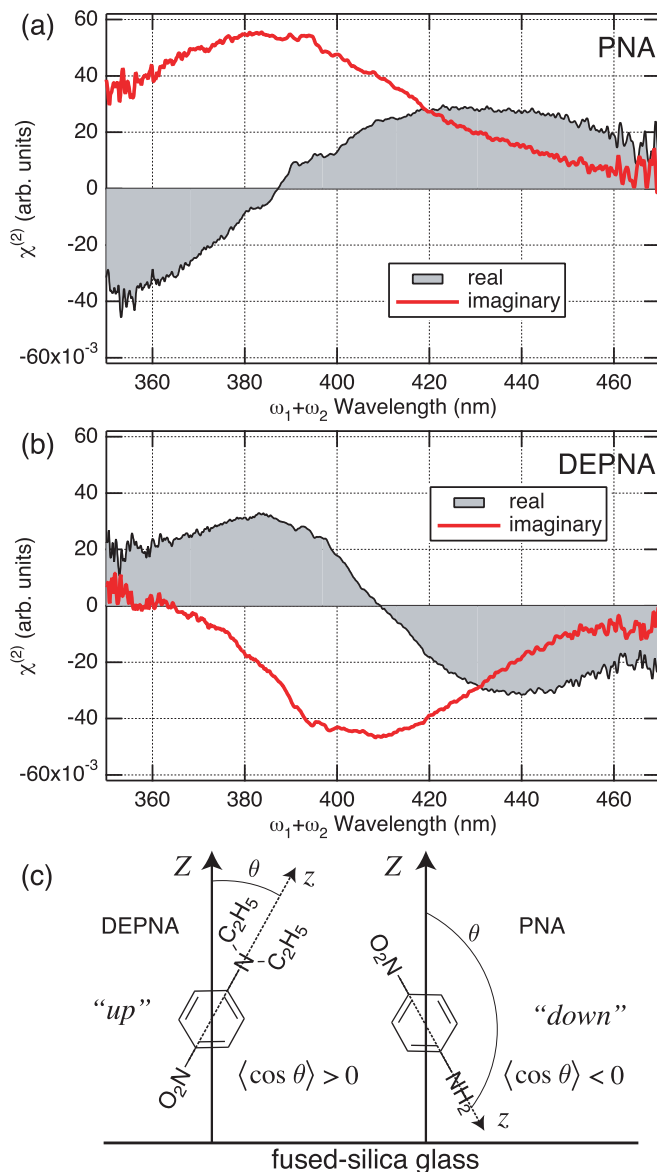 (a)
PNA
60
40
20
0
-20
-40
-60x10⁻³
χ⁽²⁾ (arb. units)
real
imaginary
360 380 400 420 440 460
ω₁+ω₂ Wavelength (nm)
(b)
DEPNA
60
40
20
0
-20
-40
-60x10⁻³
χ⁽²⁾ (arb. units)
real
imaginary
360 380 400 420 440 460
ω₁+ω₂ Wavelength (nm)
(c)
Z θ z
Z θ
DEPNA
PNA
C₂H₅
C₂H₅
N
O₂N
O₂N
NH₂
z
"up"
"down"
⟨cos θ⟩ > 0
⟨cos θ⟩ < 0
fused-silica glass